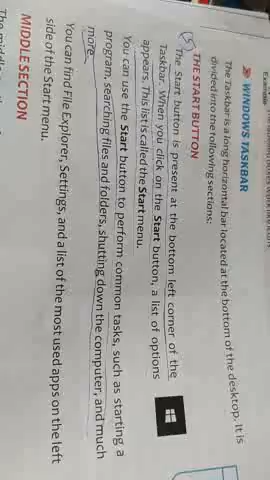 WINDOWS TASKBAR
The Taskbar is a long horizontal bar located at the bottom of the desktop. It is
divided into the following sections:
THE START BUTTON
The Start button is present at the bottom left corner of the
Taskbar. When you click on the Start button, a list of options
appears. This list is called the Start menu.
You can use the Start button to perform common tasks, such as starting a
program, searching files and folders, shutting down the computer, and much
more.
You can find File Explorer, Settings, and a list of the most used apps on the left
side of the Start menu.
MIDDLE SECTION